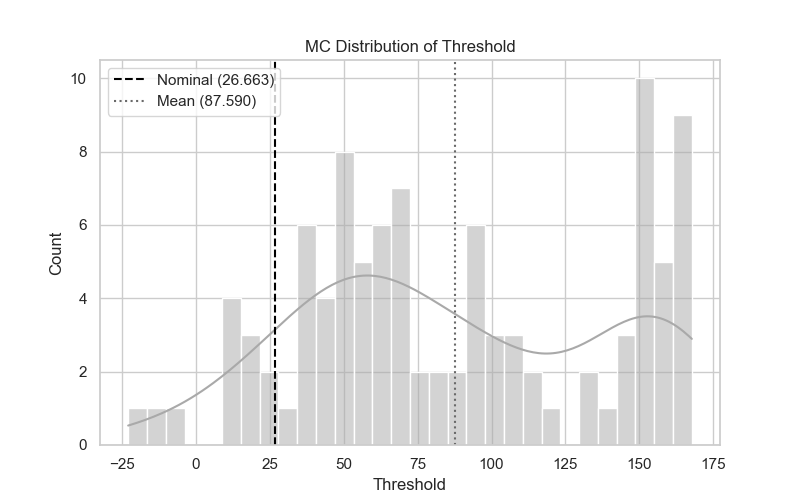 MC Distribution of Threshold
Nominal (26.663)
Mean (87.590)
Count
10
8
6
4
2
0
−25 0 25 50 75 100 125 150 175
Threshold